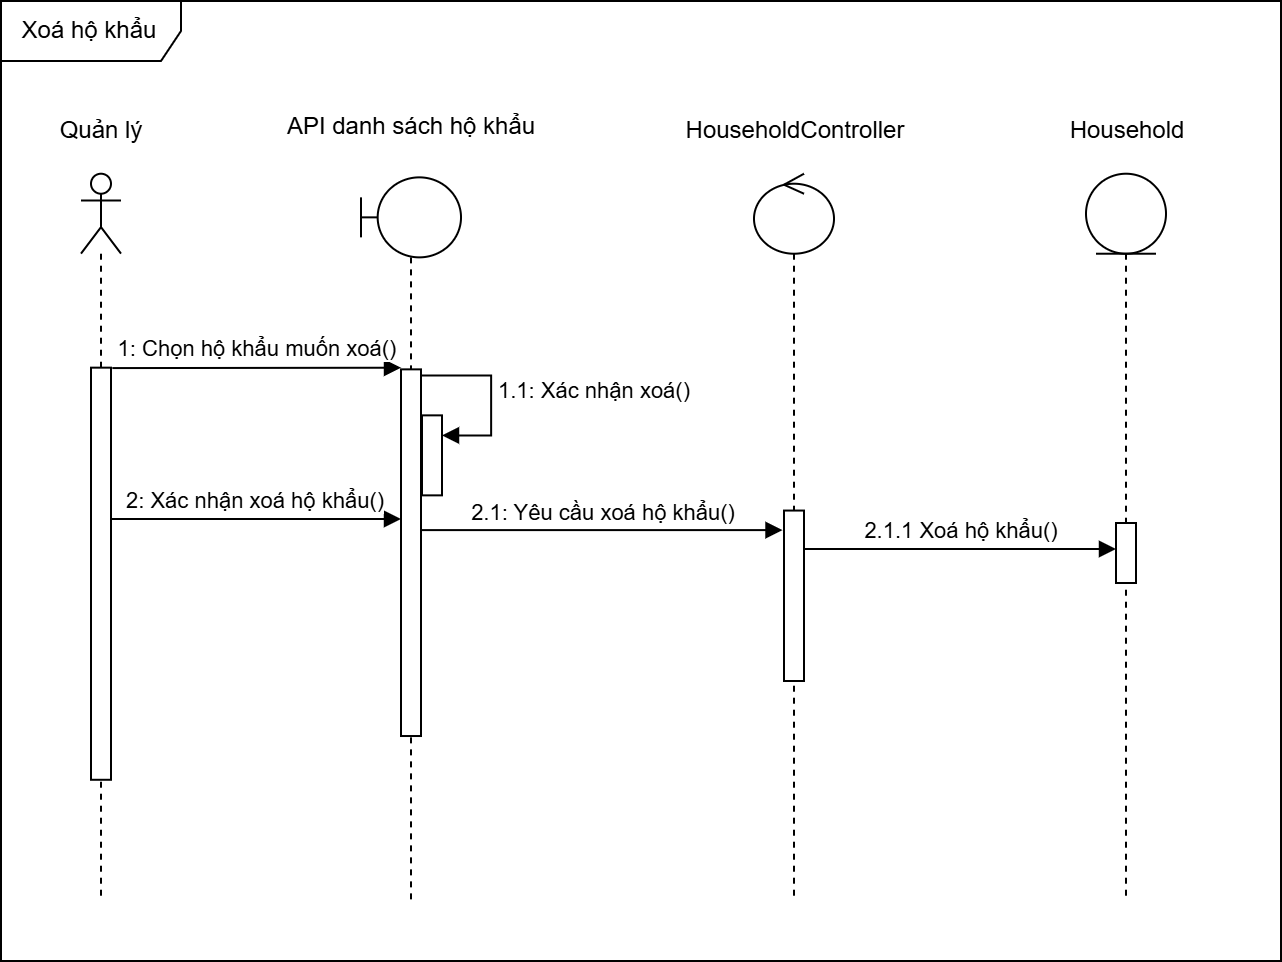 Xoá hộ khẩu
Quản lý
API danh sách hộ khẩu
HouseholdController
Household
1: Chọn hộ khẩu muốn xoá()
1.1: Xác nhận xoá()
2: Xác nhận xoá hộ khẩu()
2.1: Yêu cầu xoá hộ khẩu()
2.1.1 Xoá hộ khẩu()